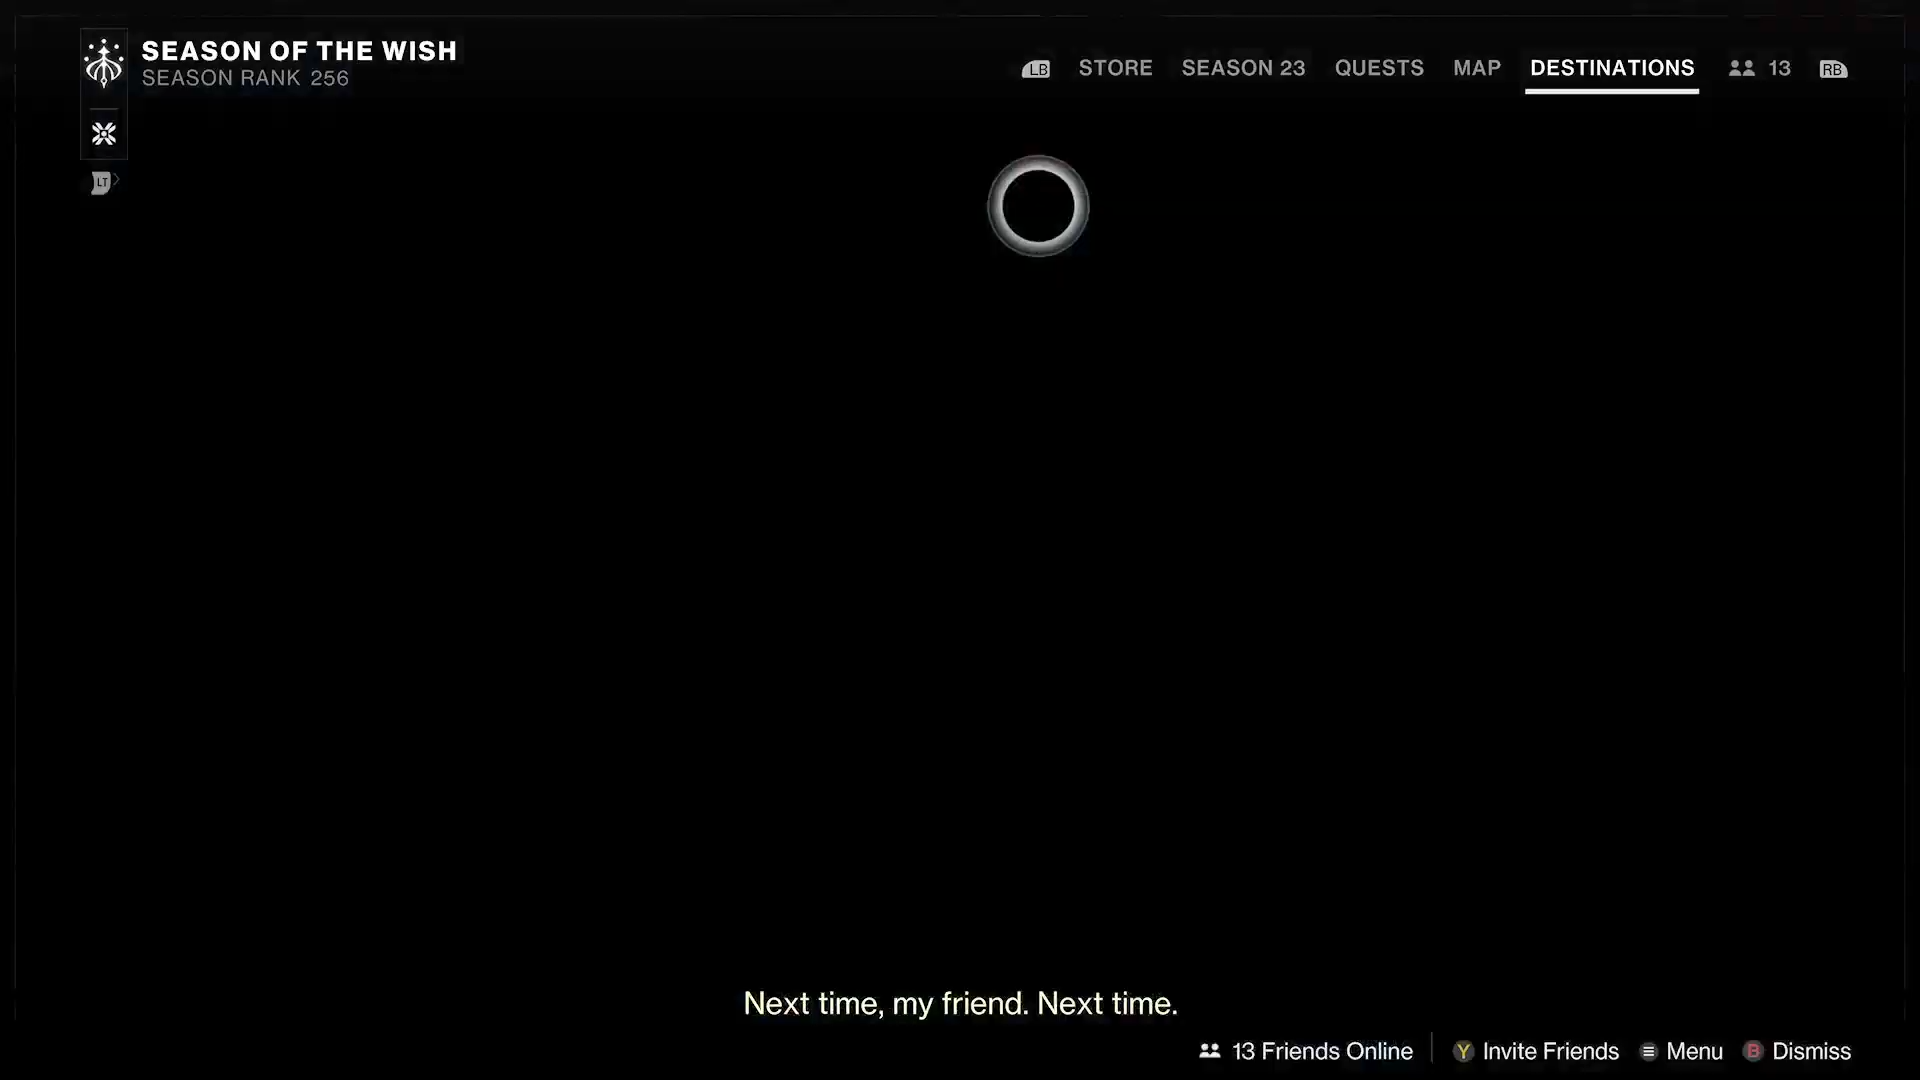 SEASON OF THE WISH
SEASON RANK 256
LB STORE SEASON 23 QUESTS MAP DESTINATIONS 13 RB
LT
Next time, my friend. Next time.
13 Friends Online Y Invite Friends Menu B Dismiss